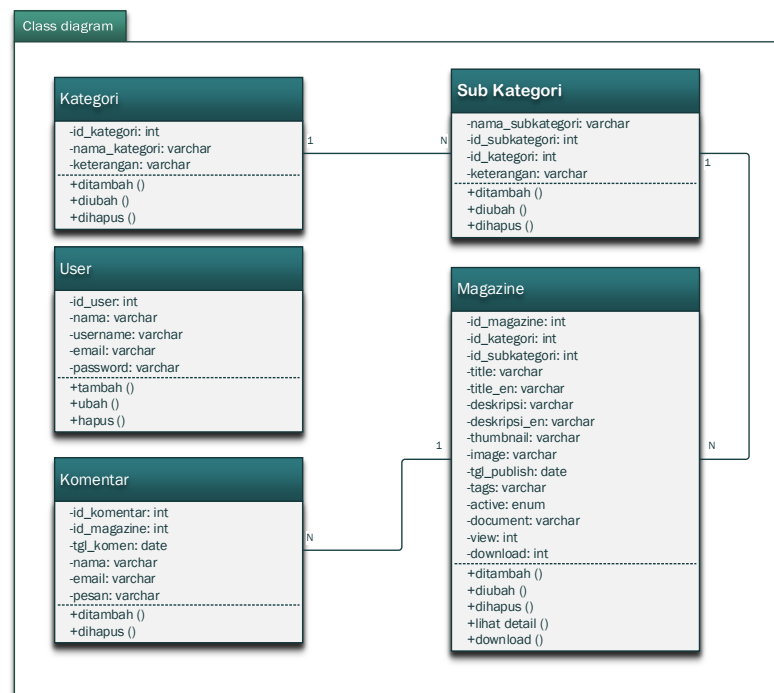 Class diagram
Kategori
-id_kategori: int
-nama_kategori: varchar
-keterangan: varchar
+ditambah ()
+diubah ()
+dihapus ()
1
N
Sub Kategori
-nama_subkategori: varchar
-id_subkategori: int
-id_kategori: int
-keterangan: varchar
+ditambah ()
+diubah ()
+dihapus ()
1
User
-id_user: int
-nama: varchar
-username: varchar
-email: varchar
-password: varchar
+tambah ()
+ubah ()
+hapus ()
Magazine
-id_magazine: int
-id_kategori: int
-id_subkategori: int
-title: varchar
-title_en: varchar
-deskripsi: varchar
-deskripsi_en: varchar
-thumbnail: varchar
-image: varchar
-tgl_publish: date
-tags: varchar
-active: enum
-document: varchar
-view: int
-download: int
+ditambah ()
+diubah ()
+dihapus ()
+lihat detail ()
+download ()
N
1
Komentar
-id_komentar: int
-id_magazine: int
-tgl_komen: date
-nama: varchar
-email: varchar
-pesan: varchar
+ditambah ()
+dihapus ()
N